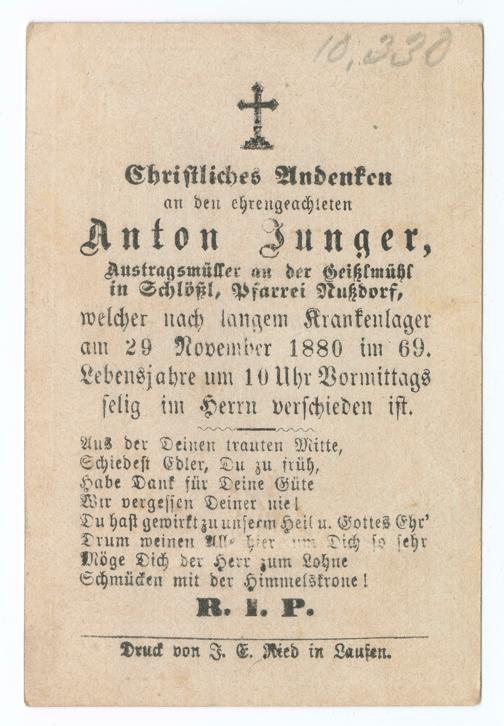 10,330
Christliches Andenken
an den ehrengeachteten
Anton Junger,
Austragsmüller an der Geißlmühl
in Schlößl, Pfarrei Nußdorf,
welcher nach langem Krankenlager
am 29 November 1880 im 69.
Lebensjahre um 10 Uhr Vormittags
selig im Herrn verschieden ist.
Aus der Deinen trauten Mitte,
Schiedest Edler, Du zu früh,
Habe Dank für Deine Güte
Wir vergessen Deiner nie!
Du hast gewirkt zu unserm Heil u. Gottes Ehr'
Drum weinen Alle hier um Dich so sehr
Möge Dich der Herr zum Lohne
Schmücken mit der Himmelskrone!
R. I. P.
Druck von J. E. Ried in Laufen.